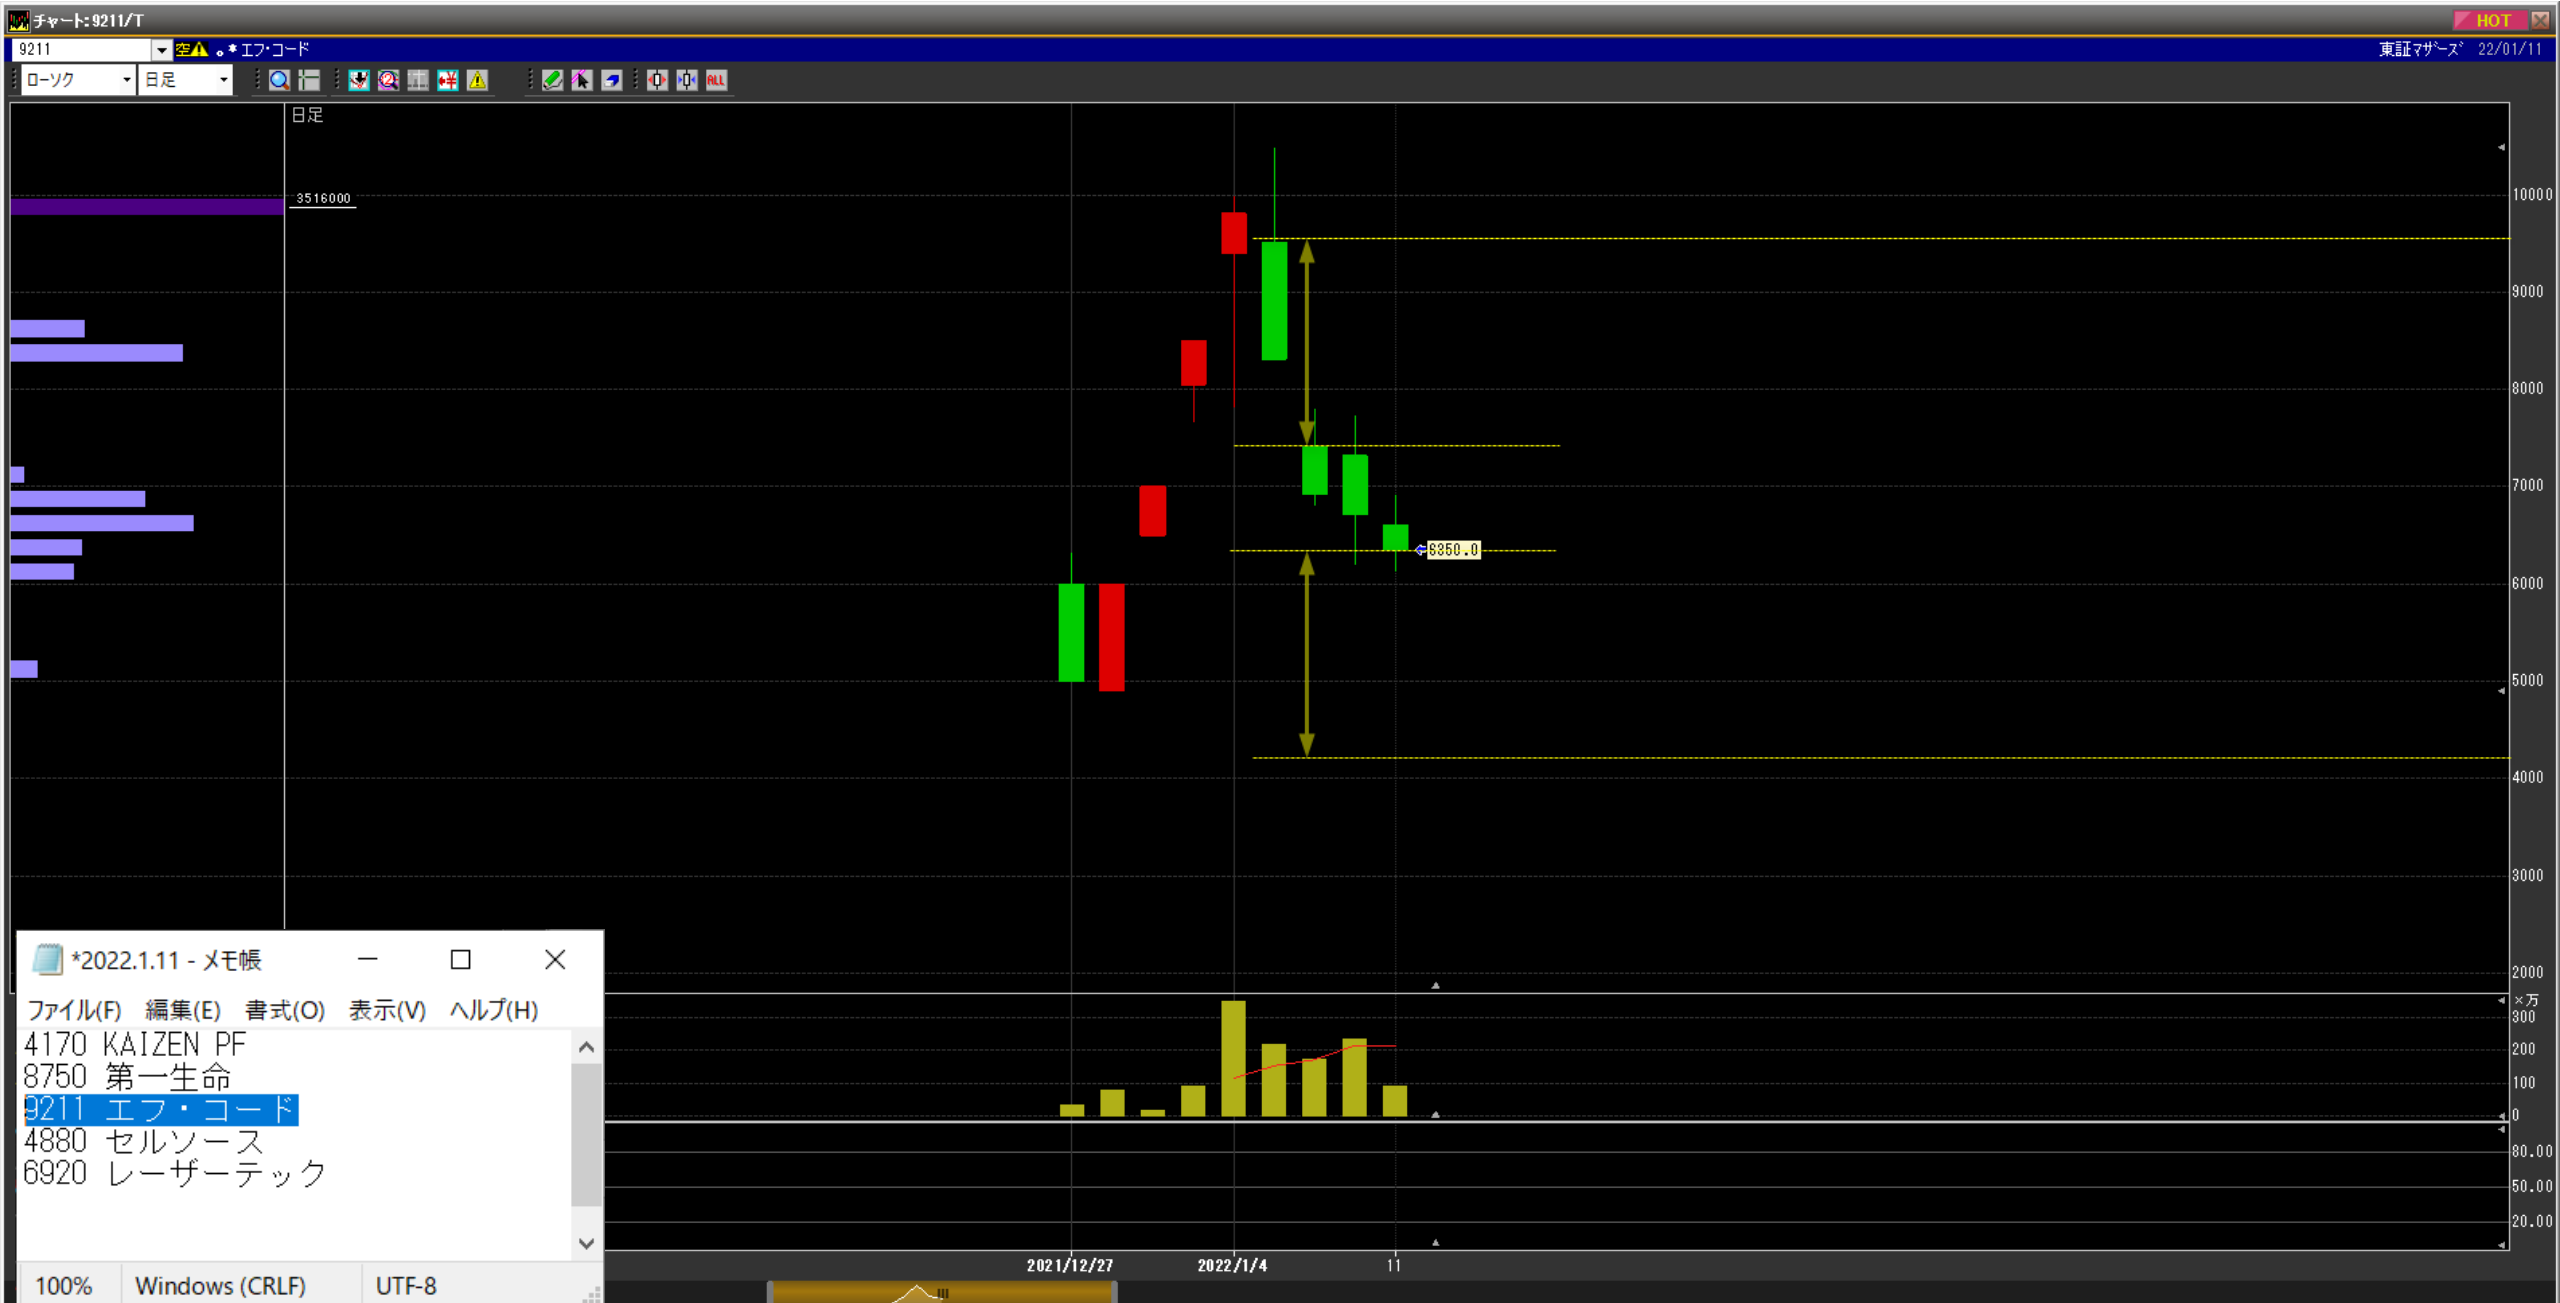 チャート:9211/T
HOT
9211
空 。* エフ・コード
東証マザーズ 22/01/11
ローソク
日足
ALL
日足
3516000
10000
9000
8000
7000
6350.0
6000
5000
4000
3000
2000
×万
300
200
100
0
80.00
50.00
20.00
2021/12/27
2022/1/4
11
*2022.1.11 - メモ帳
ファイル(F) 編集(E) 書式(O) 表示(V) ヘルプ(H)
4170 KAIZEN PF
8750 第一生命
9211 エフ・コード
4880 セルソース
6920 レーザーテック
100% Windows (CRLF) UTF-8